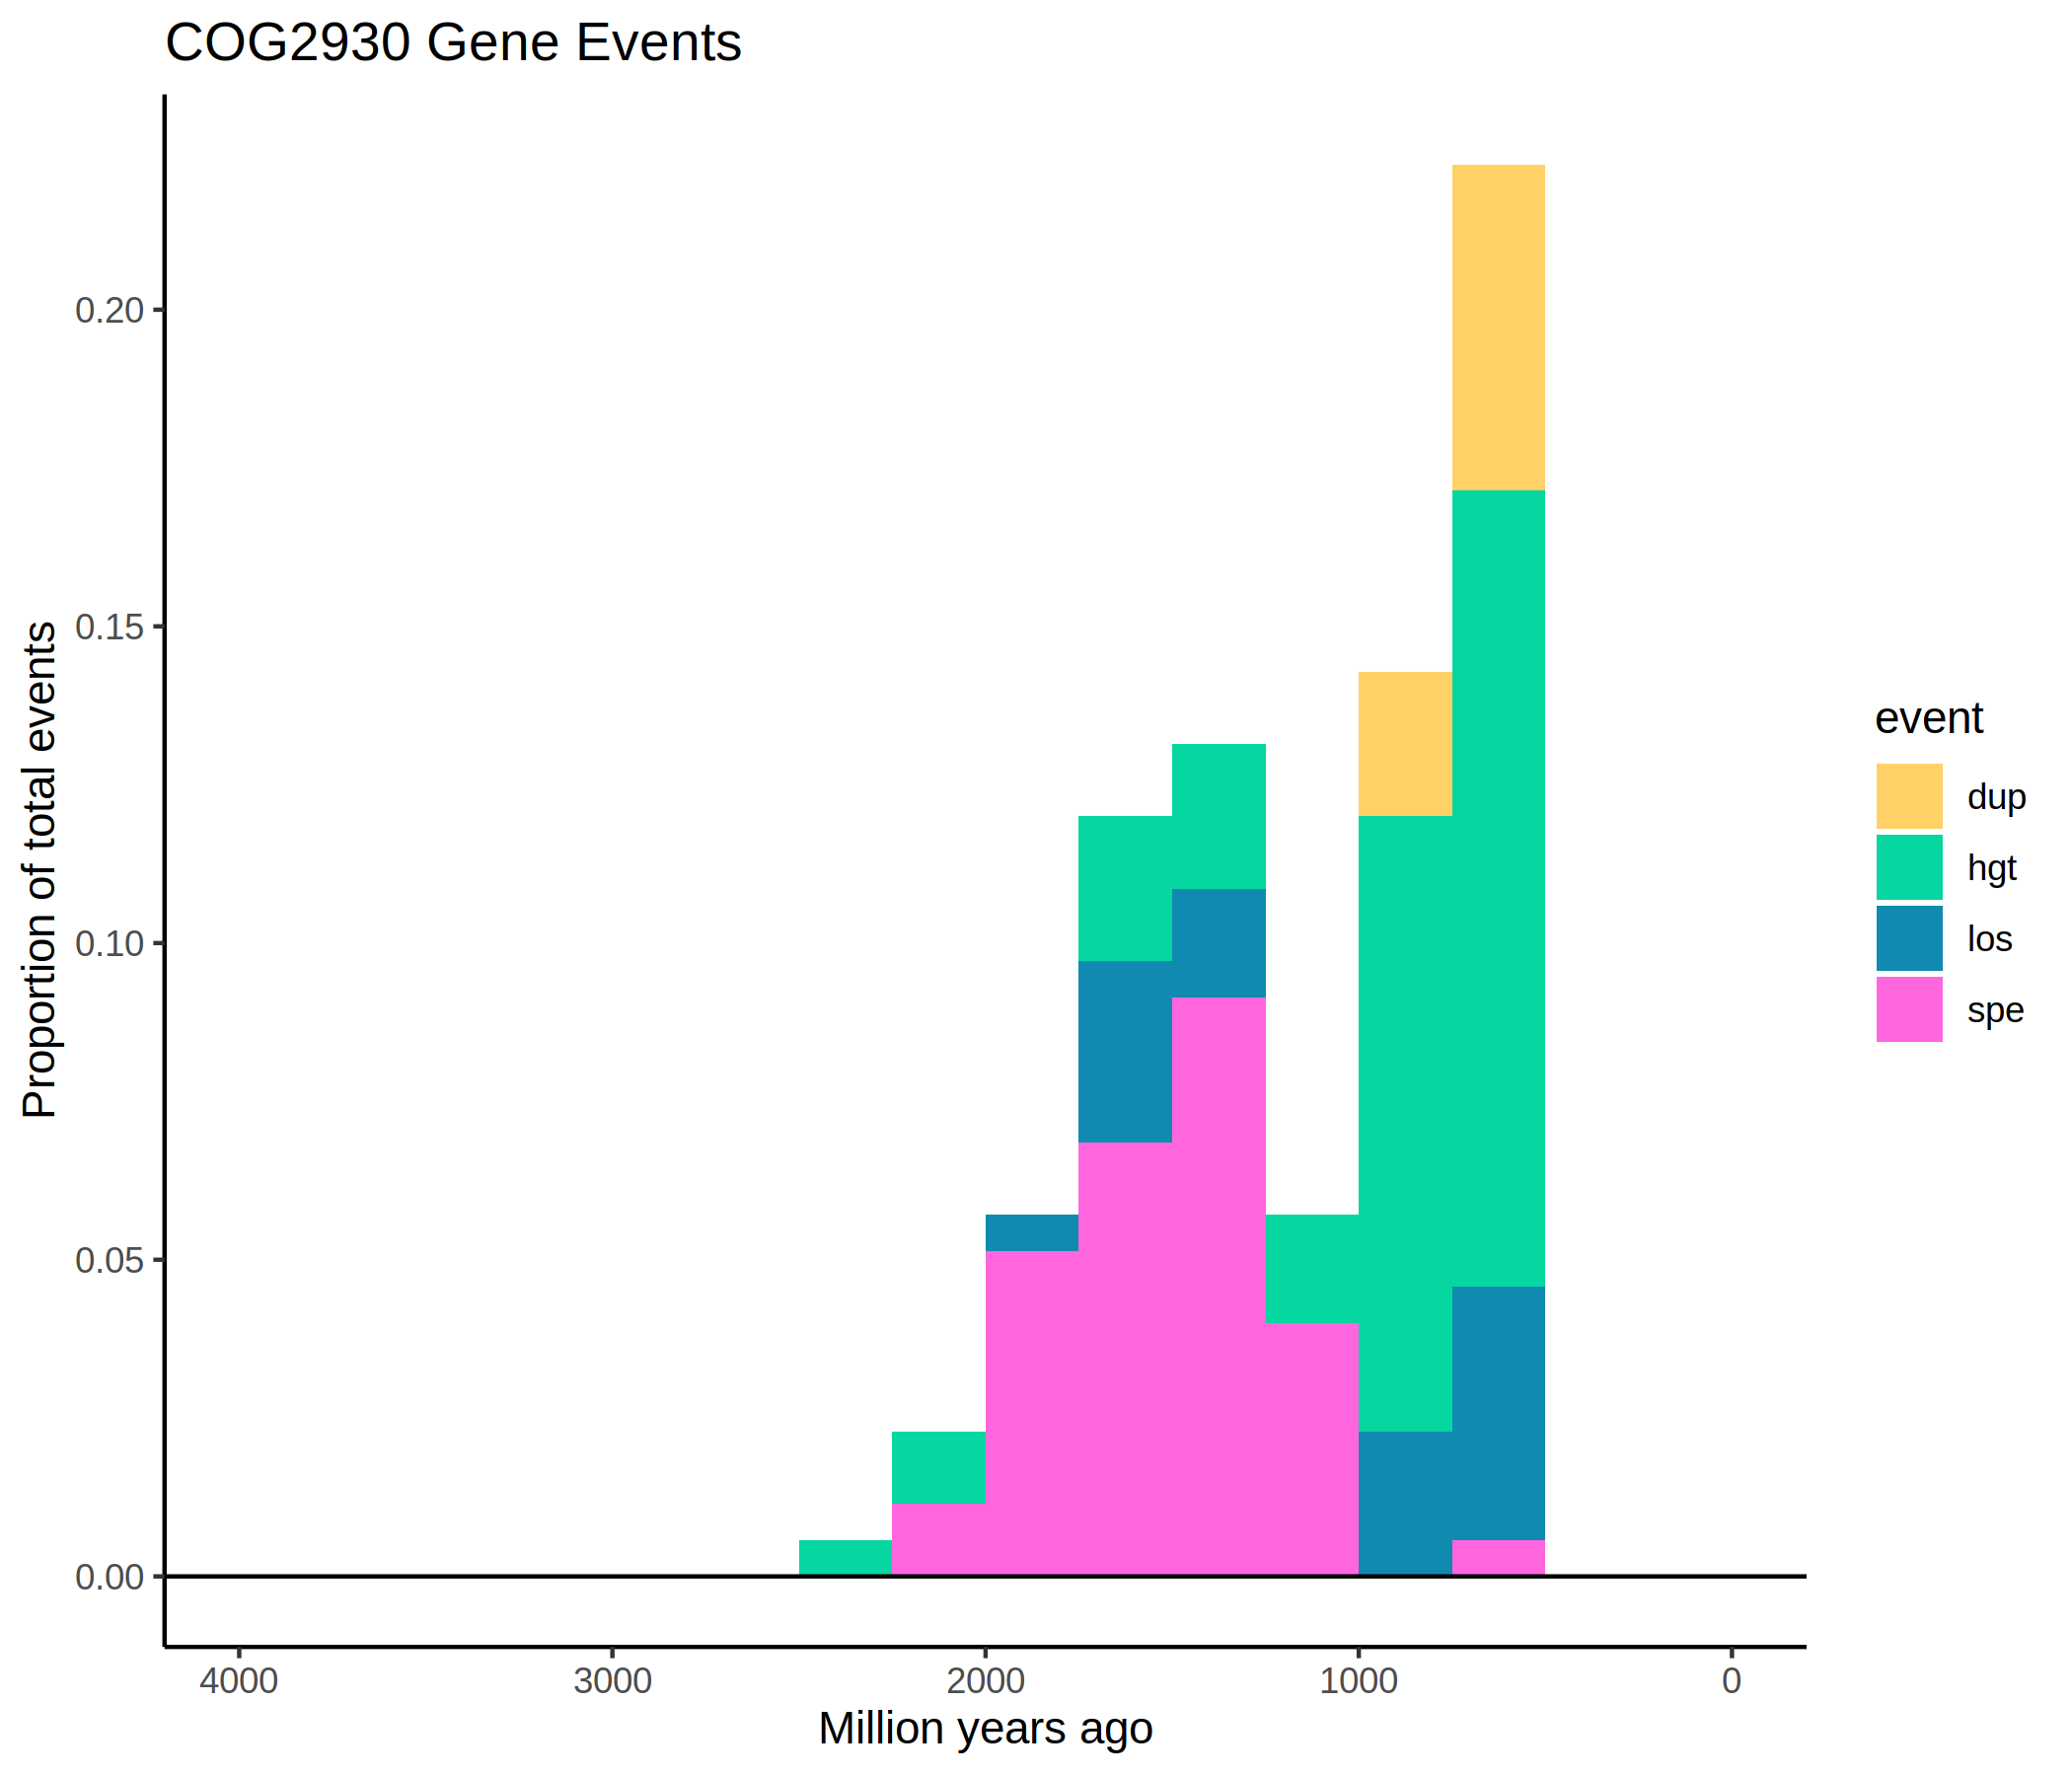 COG2930 Gene Events
Proportion of total events
0.20
0.15
0.10
0.05
0.00
4000 3000 2000 1000 0
Million years ago
event
dup
hgt
los
spe